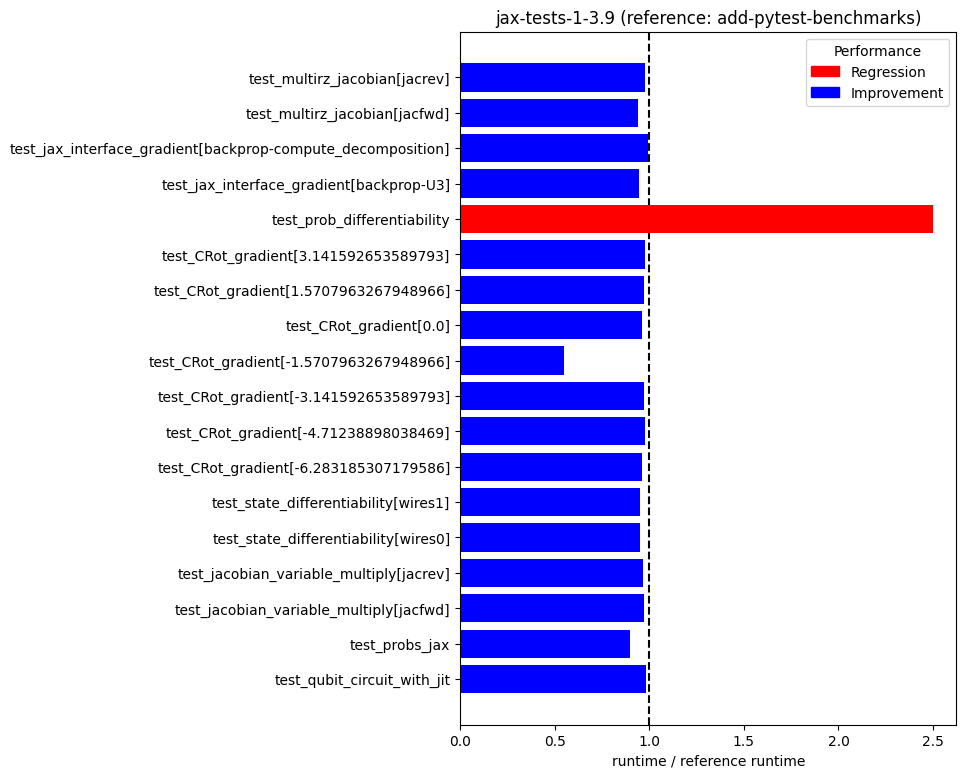 jax-tests-1-3.9 (reference: add-pytest-benchmarks)
Performance
Regression
Improvement
test_multirz_jacobian[jacrev]
test_multirz_jacobian[jacfwd]
test_jax_interface_gradient[backprop-compute_decomposition]
test_jax_interface_gradient[backprop-U3]
test_prob_differentiability
test_CRot_gradient[3.141592653589793]
test_CRot_gradient[1.5707963267948966]
test_CRot_gradient[0.0]
test_CRot_gradient[-1.5707963267948966]
test_CRot_gradient[-3.141592653589793]
test_CRot_gradient[-4.71238898038469]
test_CRot_gradient[-6.283185307179586]
test_state_differentiability[wires1]
test_state_differentiability[wires0]
test_jacobian_variable_multiply[jacrev]
test_jacobian_variable_multiply[jacfwd]
test_probs_jax
test_qubit_circuit_with_jit
0.0 0.5 1.0 1.5 2.0 2.5
runtime / reference runtime